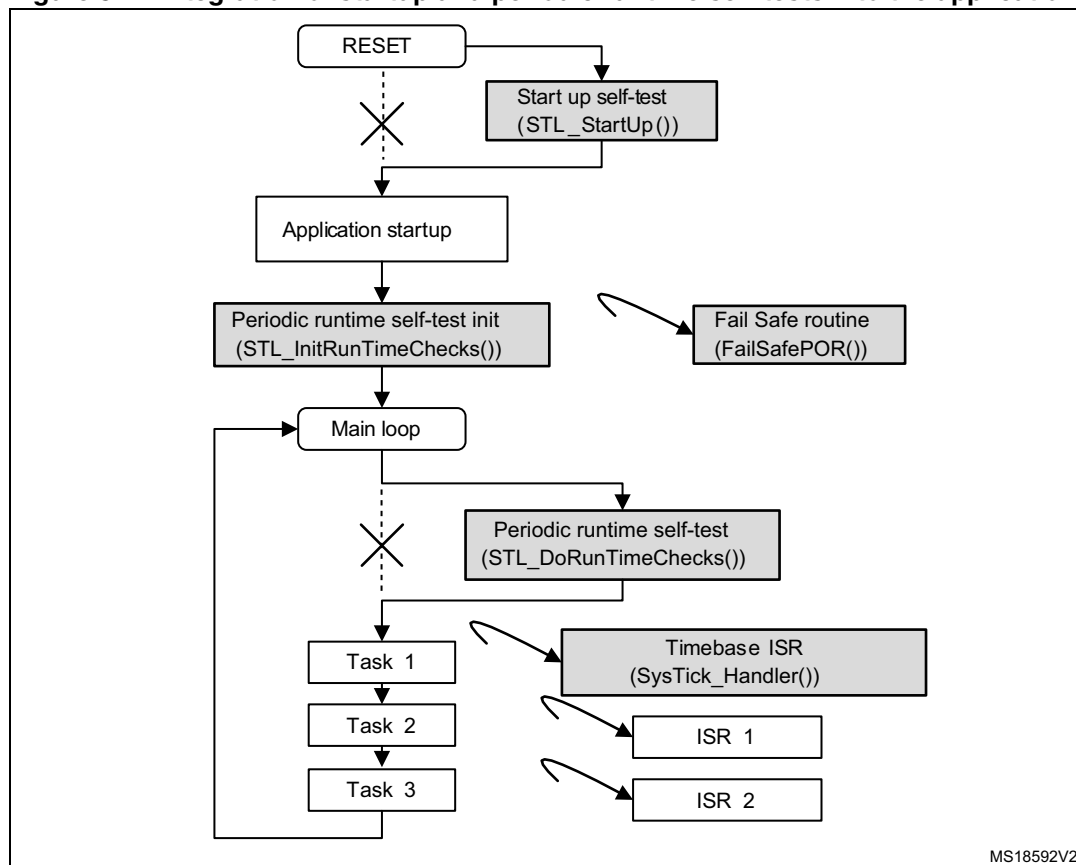 RESET
Start up self-test
(STL_StartUp())
Application startup
Periodic runtime self-test init
(STL_InitRunTimeChecks())
Fail Safe routine
(FailSafePOR())
Main loop
Periodic runtime self-test
(STL_DoRunTimeChecks())
Task 1
Timebase ISR
(SysTick_Handler())
Task 2
ISR 1
Task 3
ISR 2
MS18592V2